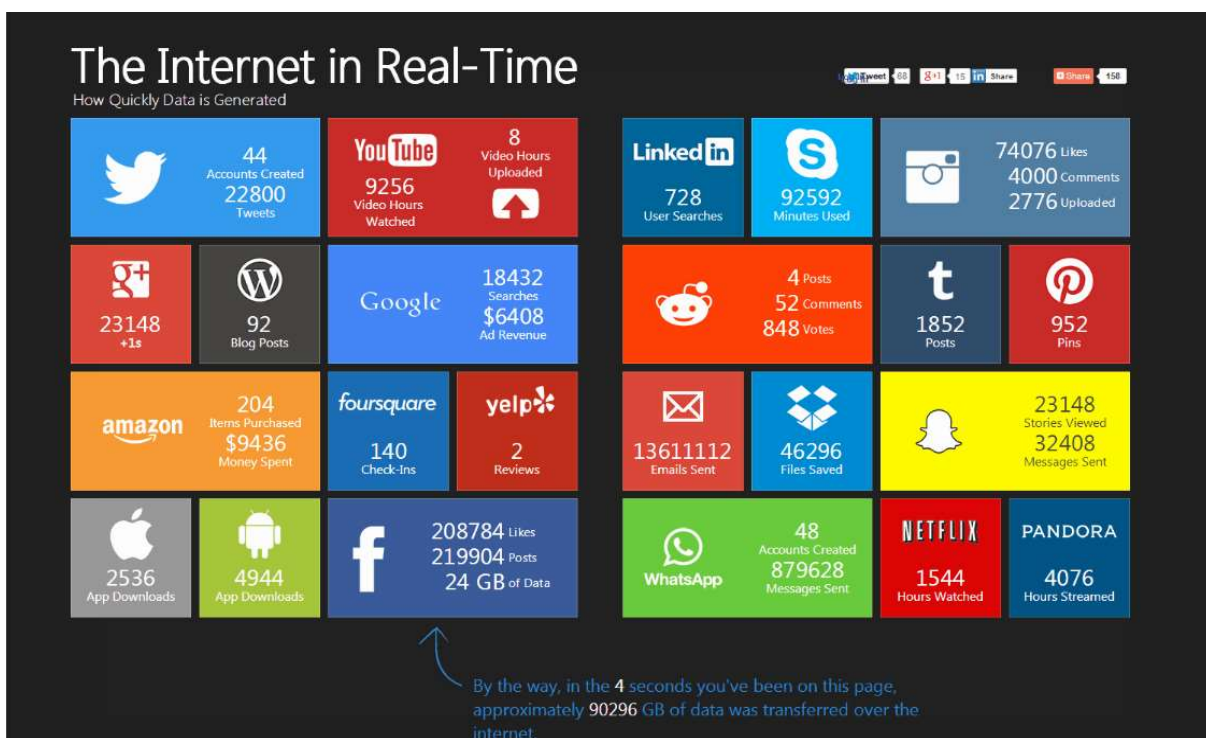 The Internet in Real-Time
How Quickly Data is Generated
Tweet 68
g+1 15
in Share
Share 158
44
Accounts Created
22800
Tweets
You Tube
9256
Video Hours
Watched
8
Video Hours
Uploaded
Linked in
728
User Searches
S
92592
Minutes Used
74076 Likes
4000 Comments
2776 Uploaded
g+
23148
+1s
W
92
Blog Posts
Google
18432
Searches
$6408
Ad Revenue
4 Posts
52 Comments
848 Votes
t
1852
Posts
P
952
Pins
amazon
204
Items Purchased
$9436
Money Spent
foursquare
140
Check-Ins
yelp
2
Reviews
13611112
Emails Sent
46296
Files Saved
23148
Stories Viewed
32408
Messages Sent
2536
App Downloads
4944
App Downloads
f
208784 Likes
219904 Posts
24 GB of Data
WhatsApp
48
Accounts Created
879628
Messages Sent
NETFLIX
1544
Hours Watched
PANDORA
4076
Hours Streamed
By the way, in the 4 seconds you've been on this page,
approximately 90296 GB of data was transferred over the
internet